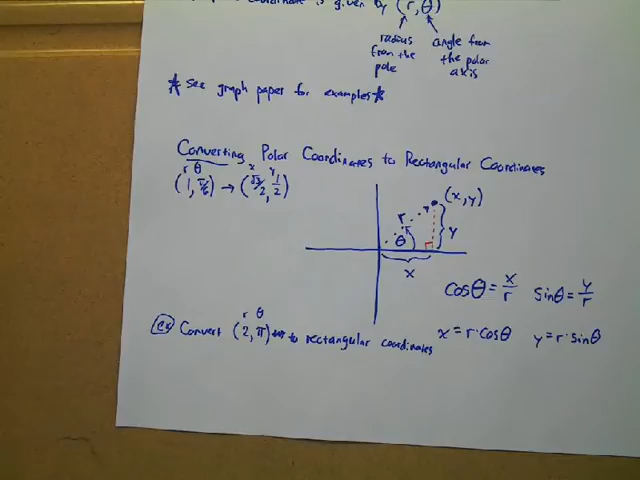 coordinate is given by (r, θ)
radius from the pole
angle from the polar axis
* See graph paper for examples *
Converting Polar Coordinates to Rectangular Coordinates
r θ x y
(1, π/6) → (√3/2, 1/2)
(x, y)
r
θ
y
x
cosθ = x/r sinθ = y/r
r θ
ex Convert (2, π) to rectangular coordinates
x = r·cosθ y = r·sinθ